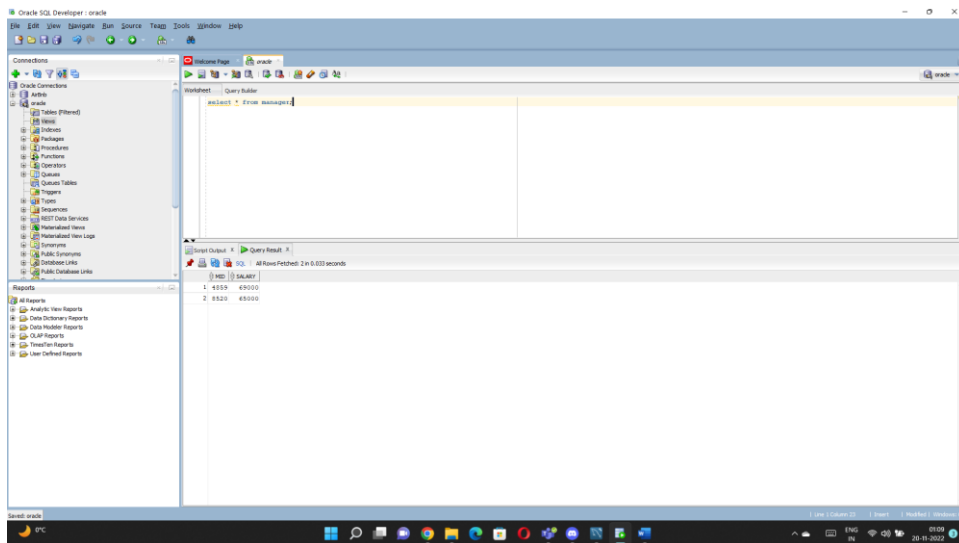 Oracle SQL Developer : oracle
File Edit View Navigate Run Source Team Tools Window Help
Connections
Oracle Connections
Airbnb
oracle
Tables (Filtered)
Views
Indexes
Packages
Procedures
Functions
Operators
Queues
Queues Tables
Triggers
Types
Sequences
REST Data Services
Materialized Views
Materialized View Logs
Synonyms
Public Synonyms
Database Links
Public Database Links
Reports
All Reports
Analytic View Reports
Data Dictionary Reports
Data Modeler Reports
OLAP Reports
TimesTen Reports
User Defined Reports
Welcome Page oracle
oracle
Worksheet Query Builder
select * from manager;
Script Output Query Result
SQL All Rows Fetched: 2 in 0.033 seconds
MID SALARY
1 4859 69000
2 8520 65000
Saved: oracle
Insert Modified Windows
0°C
ENG
IN
01:09
20-11-2022